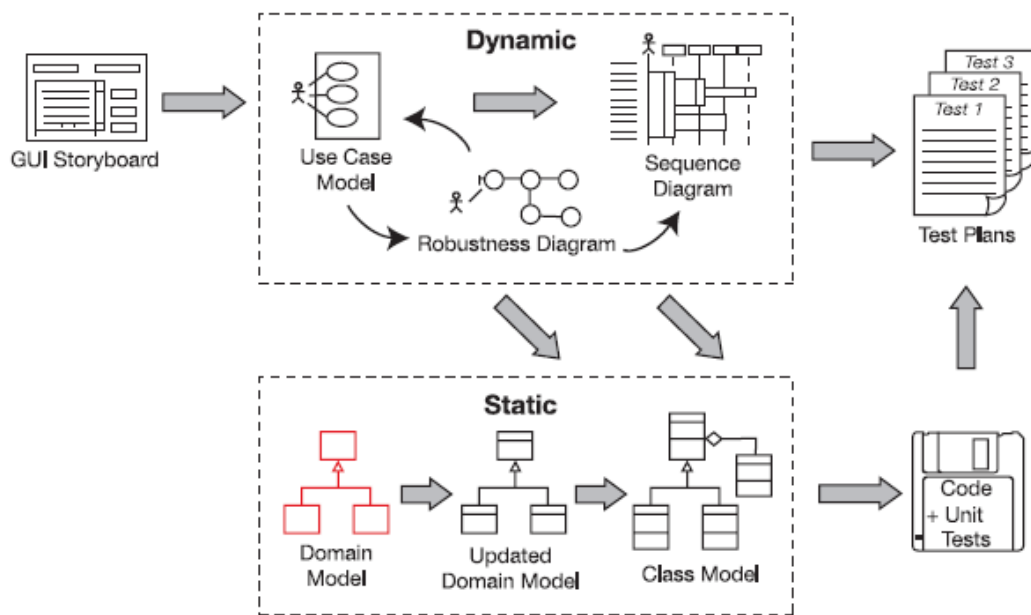 Dynamic
Test 3
Test 2
Test 1
GUI Storyboard
Use Case
Model
Sequence
Diagram
Robustness Diagram
Test Plans
Static
Code
+ Unit
Tests
Domain
Model
Updated
Domain Model
Class Model